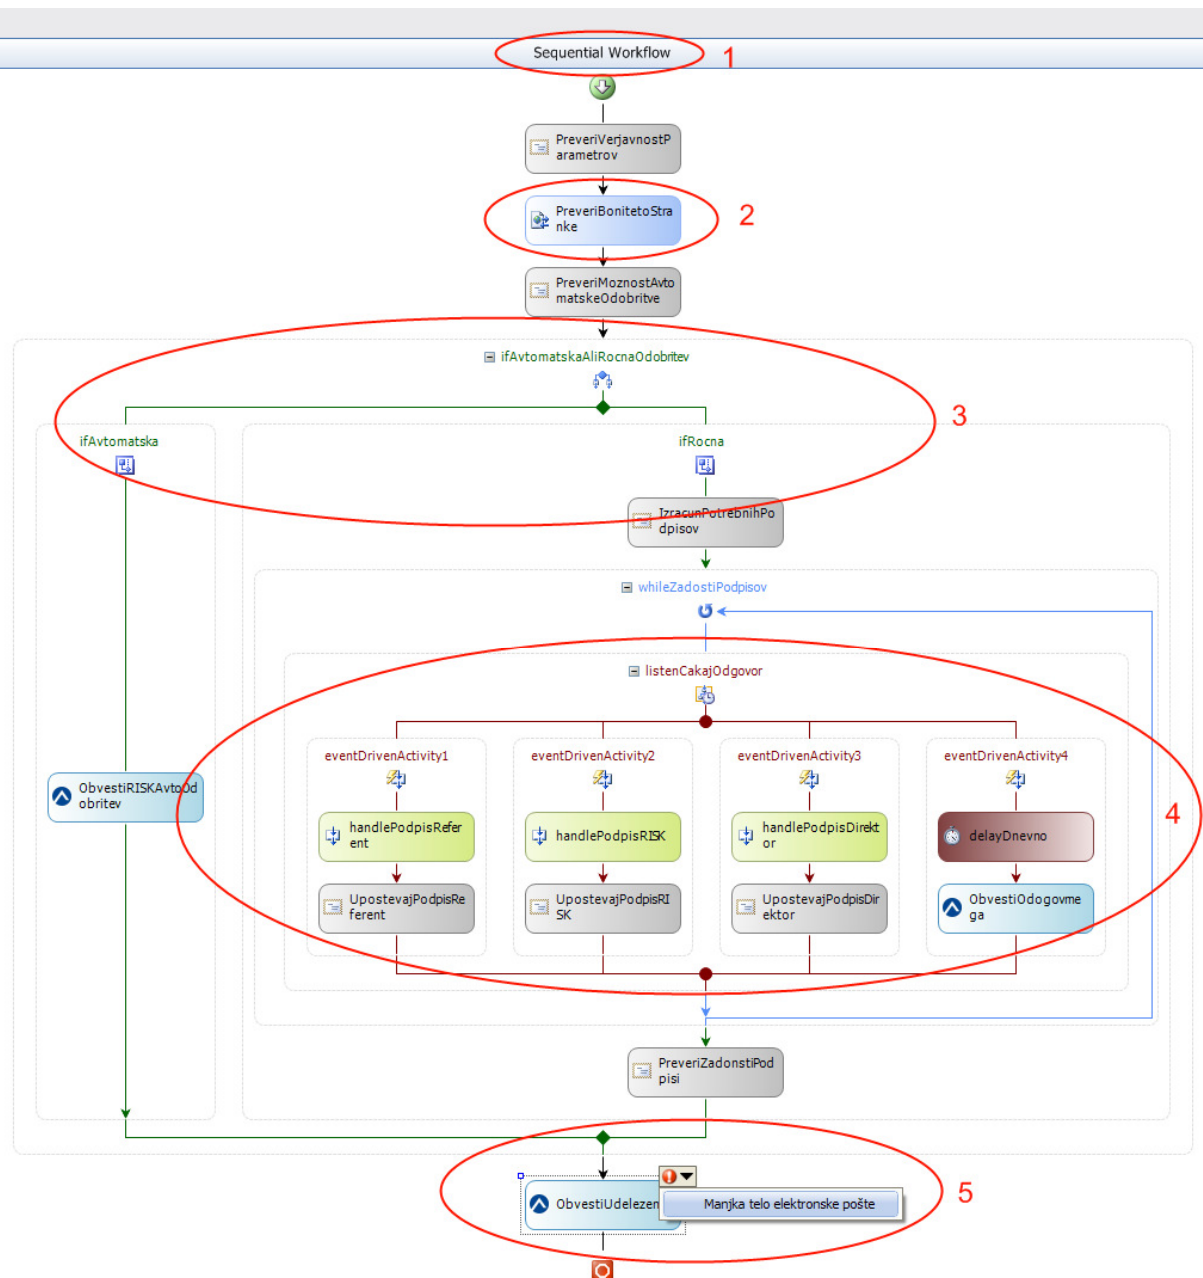 Sequential Workflow
1
PreveriVerjavnostP
arametrov
PreveriBonitetoStra
nke
2
PreveriMoznostAvto
matskeOdobritve
ifAvtomatskaAliRocnaOdobritev
3
ifAvtomatska
ifRocna
IzracunPotrebnihPo
dpisov
whileZadostiPodpisov
listenCakajOdgovor
eventDrivenActivity1
eventDrivenActivity2
eventDrivenActivity3
eventDrivenActivity4
ObvestiRISKAvtoOd
obritev
handlePodpisRefer
ent
handlePodpisRISK
handlePodpisDirekt
or
delayDnevno
4
UpostevajPodpisRe
ferent
UpostevajPodpisRI
SK
UpostevajPodpisDir
ektor
ObvestiOdogovrne
ga
PreveriZadonstiPod
pisi
ObvestiUdelezen
Manjka telo elektronske pošte
5